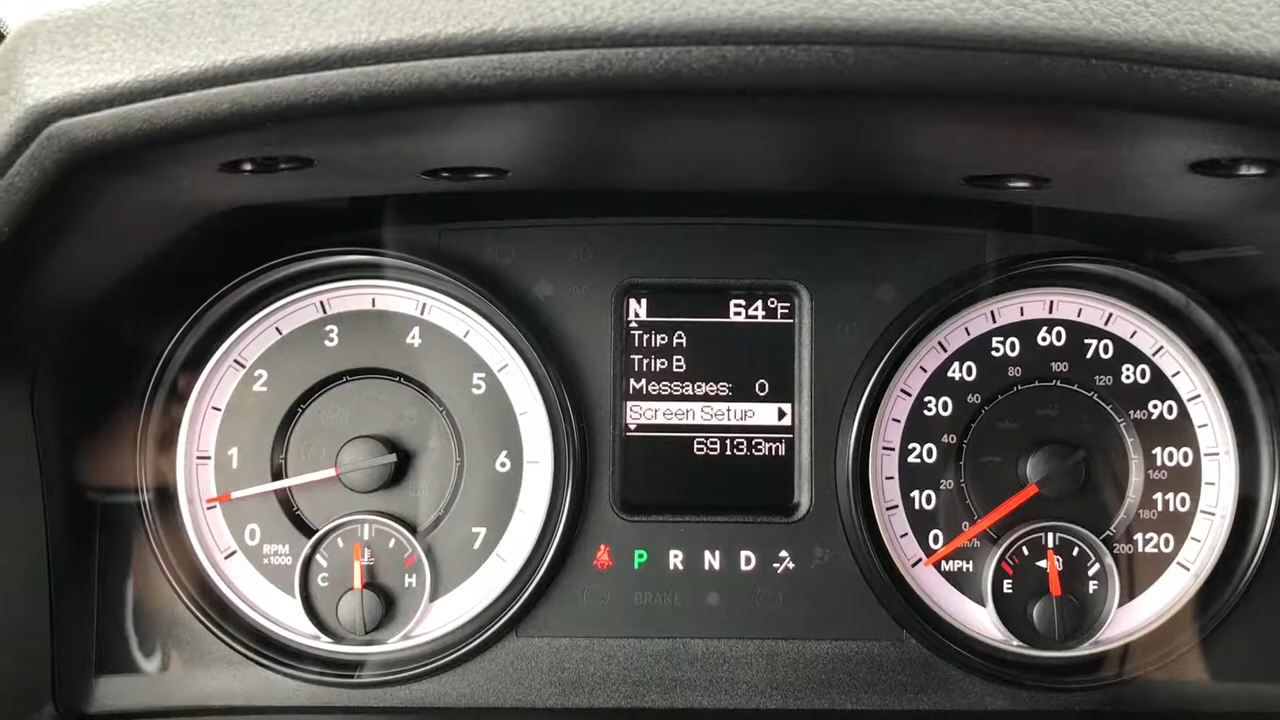 N 64°F
Trip A
Trip B
Messages: 0
Screen Setup
6913.3mi
P R N D
BRAKE
0
1
2
3
4
5
6
7
RPM
x1000
C H
0
10
20
30
40
50
60
70
80
90
100
110
120
MPH
0
20
40
60
80
100
120
140
160
180
200
km/h
E F